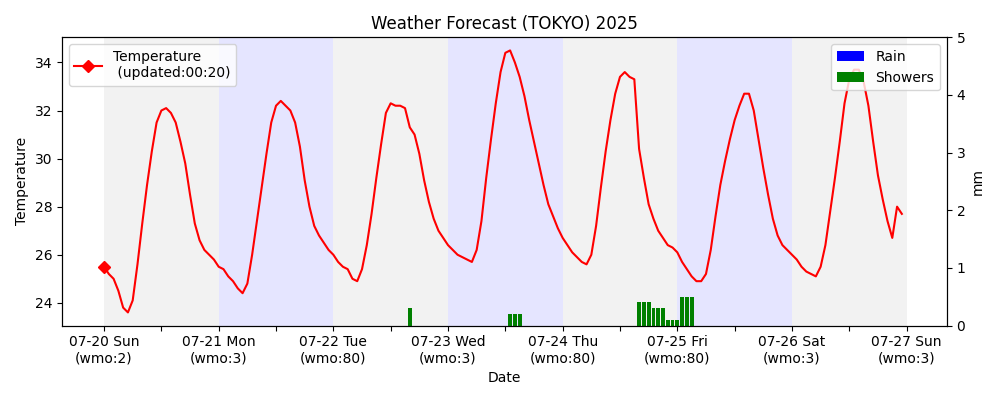 Weather Forecast (TOKYO) 2025
Temperature
(updated:00:20)
Rain
Showers
34
32
30
28
26
24
Temperature
5
4
3
2
1
0
mm
07-20 Sun
(wmo:2)
07-21 Mon
(wmo:3)
07-22 Tue
(wmo:80)
07-23 Wed
(wmo:3)
07-24 Thu
(wmo:80)
07-25 Fri
(wmo:80)
07-26 Sat
(wmo:3)
07-27 Sun
(wmo:3)
Date